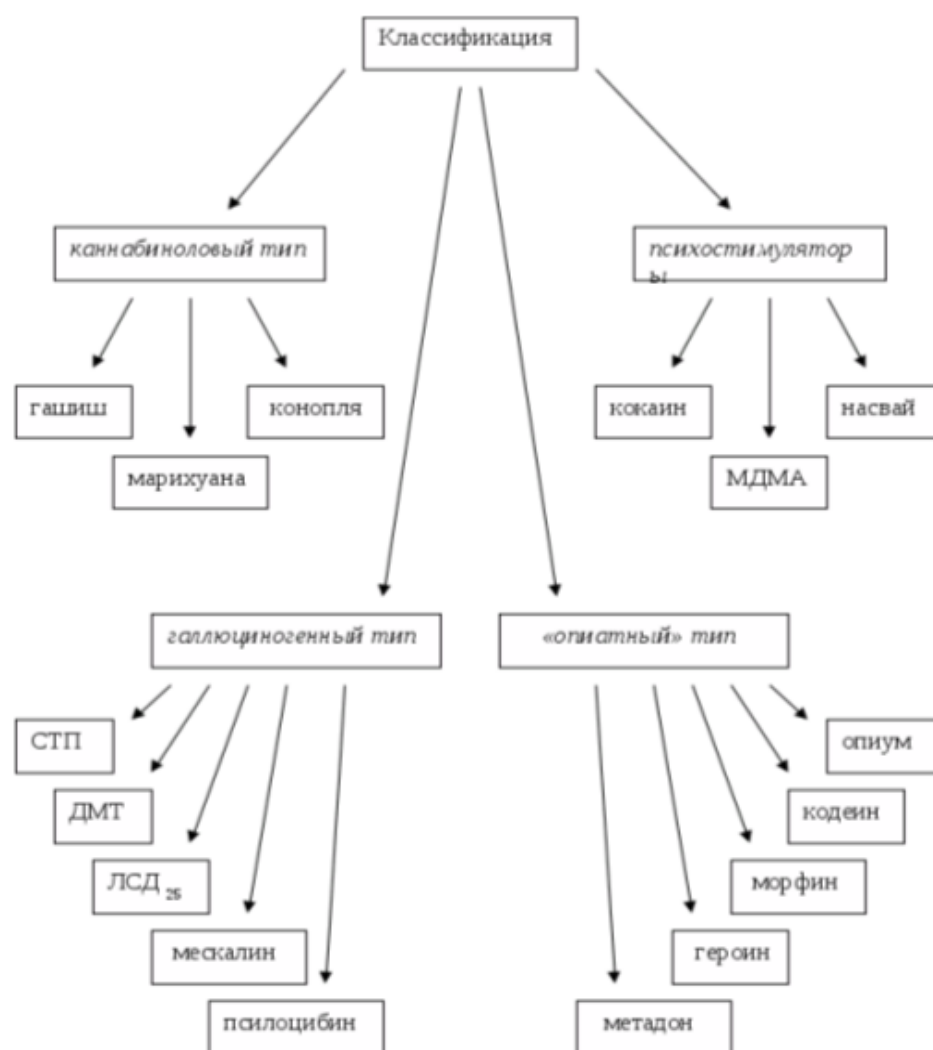 Классификация
каннабиноловый тип
психостимулятор
ы
гашиш
конопля
кокаин
насвай
марихуана
МДМА
галлюциногенный тип
«опиатный» тип
СТП
опиум
ДМТ
кодеин
ЛСД 25
морфин
мескалин
героин
псилоцибин
метадон